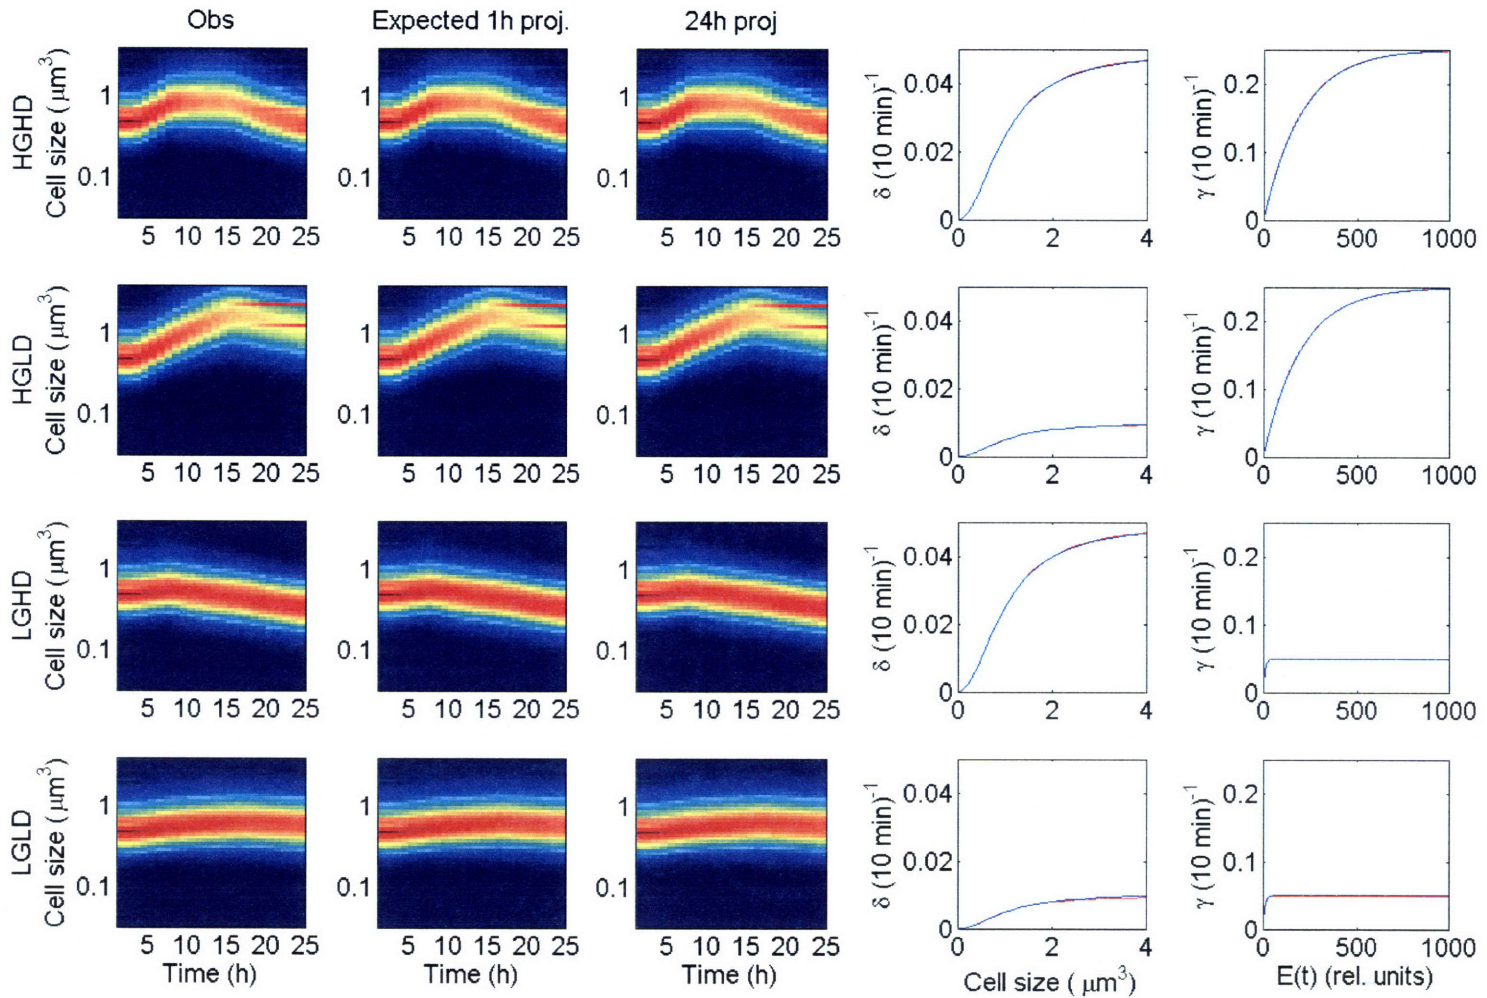 Obs
Expected 1h proj.
24h proj
HGHD
Cell size (μm³)
1
0.1
5 10 15 20 25
1
0.1
5 10 15 20 25
1
0.1
5 10 15 20 25
δ (10 min)⁻¹
0.04
0.02
0
0 2 4
γ (10 min)⁻¹
0.2
0.1
0
0 500 1000
HGLD
Cell size (μm³)
1
0.1
5 10 15 20 25
1
0.1
5 10 15 20 25
1
0.1
5 10 15 20 25
δ (10 min)⁻¹
0.04
0.02
0
0 2 4
γ (10 min)⁻¹
0.2
0.1
0
0 500 1000
LGHD
Cell size (μm³)
1
0.1
5 10 15 20 25
1
0.1
5 10 15 20 25
1
0.1
5 10 15 20 25
δ (10 min)⁻¹
0.04
0.02
0
0 2 4
γ (10 min)⁻¹
0.2
0.1
0
0 500 1000
LGLD
Cell size (μm³)
1
0.1
5 10 15 20 25
Time (h)
1
0.1
5 10 15 20 25
Time (h)
1
0.1
5 10 15 20 25
Time (h)
δ (10 min)⁻¹
0.04
0.02
0
0 2 4
Cell size ( μm³)
γ (10 min)⁻¹
0.2
0.1
0
0 500 1000
E(t) (rel. units)